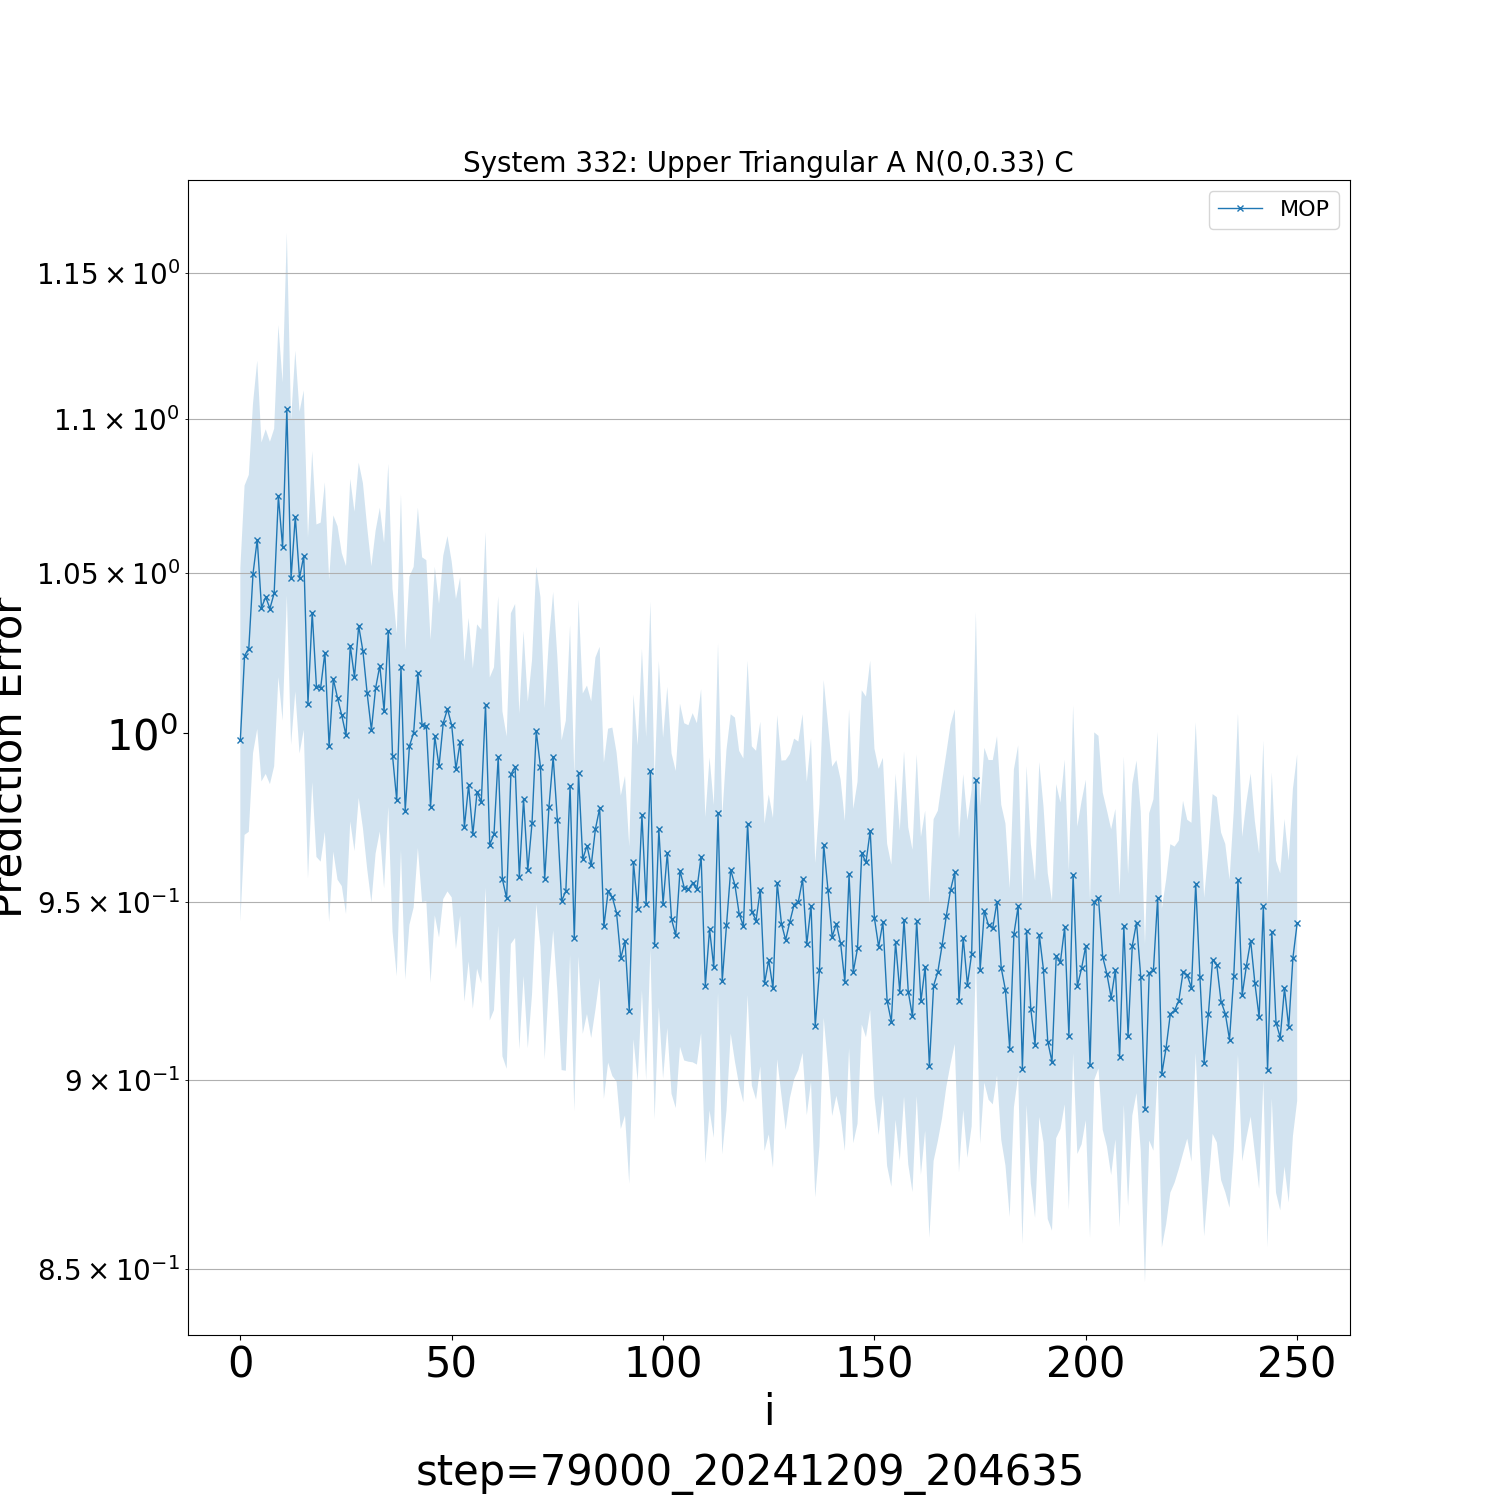 System 332: Upper Triangular A N(0,0.33) C
MOP
1.15 × 10⁰
1.1 × 10⁰
1.05 × 10⁰
10⁰
9.5 × 10⁻¹
9 × 10⁻¹
8.5 × 10⁻¹
Prediction Error
0 50 100 150 200 250
i
step=79000_20241209_204635